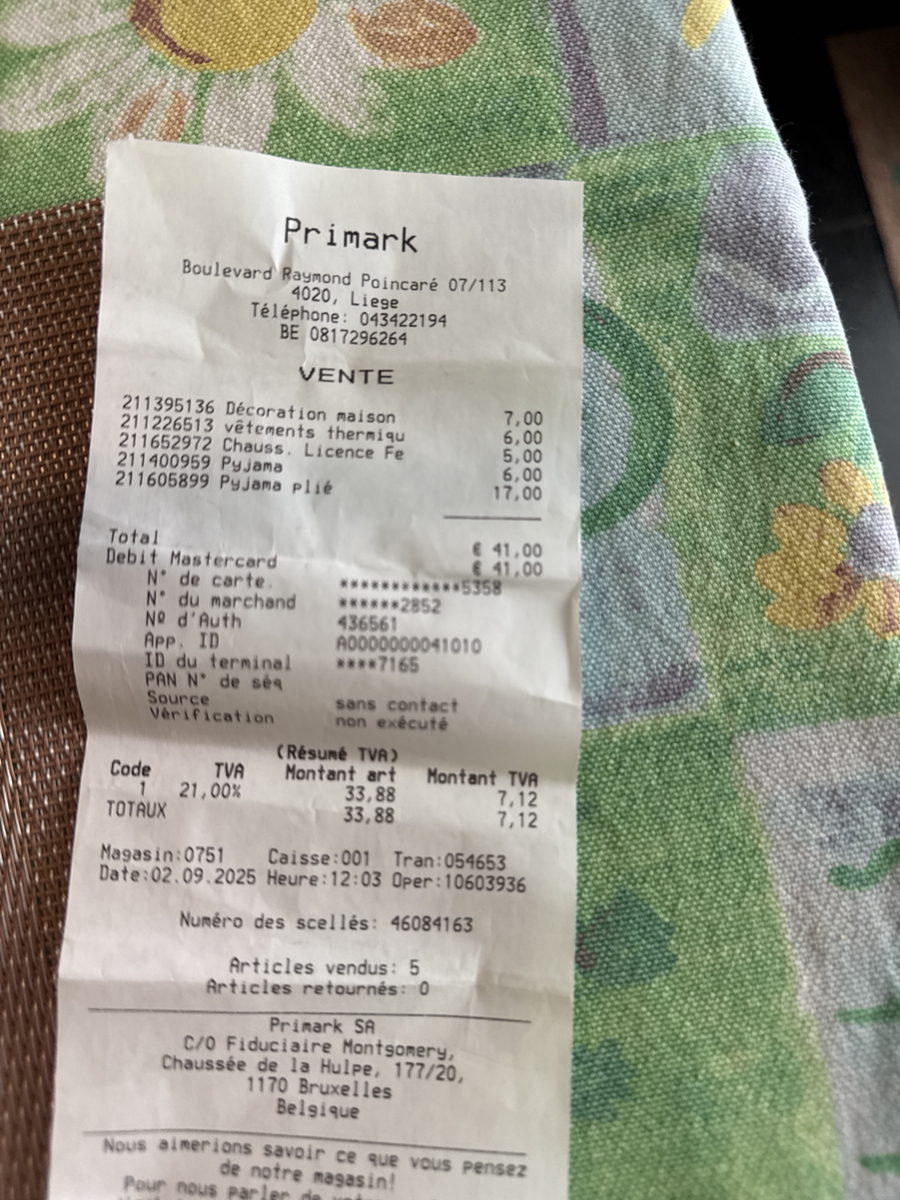 Primark
Boulevard Raymond Poincaré 07/113
4020, Liege
Téléphone: 043422194
BE 0817296264
VENTE
211395136 Décoration maison 7,00
211226513 vêtements thermiqu 6,00
211652972 Chauss. Licence Fe 5,00
211400959 Pyjama 6,00
211605899 Pyjama plié 17,00
Total € 41,00
Debit Mastercard € 41,00
N° de carte. ************5358
N° du marchand ******2852
Nº d'Auth 436561
App. ID A0000000041010
ID du terminal ****7165
PAN N° de séq
Source sans contact
Vérification non exécuté
(Résumé TVA)
Code TVA Montant art Montant TVA
1 21,00% 33,88 7,12
TOTAUX 33,88 7,12
Magasin:0751 Caisse:001 Tran:054653
Date:02.09.2025 Heure:12:03 Oper:10603936
Numéro des scellés: 46084163
Articles vendus: 5
Articles retournés: 0
Primark SA
C/O Fiduciaire Montgomery,
Chaussée de la Hulpe, 177/20,
1170 Bruxelles
Belgique
Nous aimerions savoir ce que vous pensez
de notre magasin!
Pour nous parler de